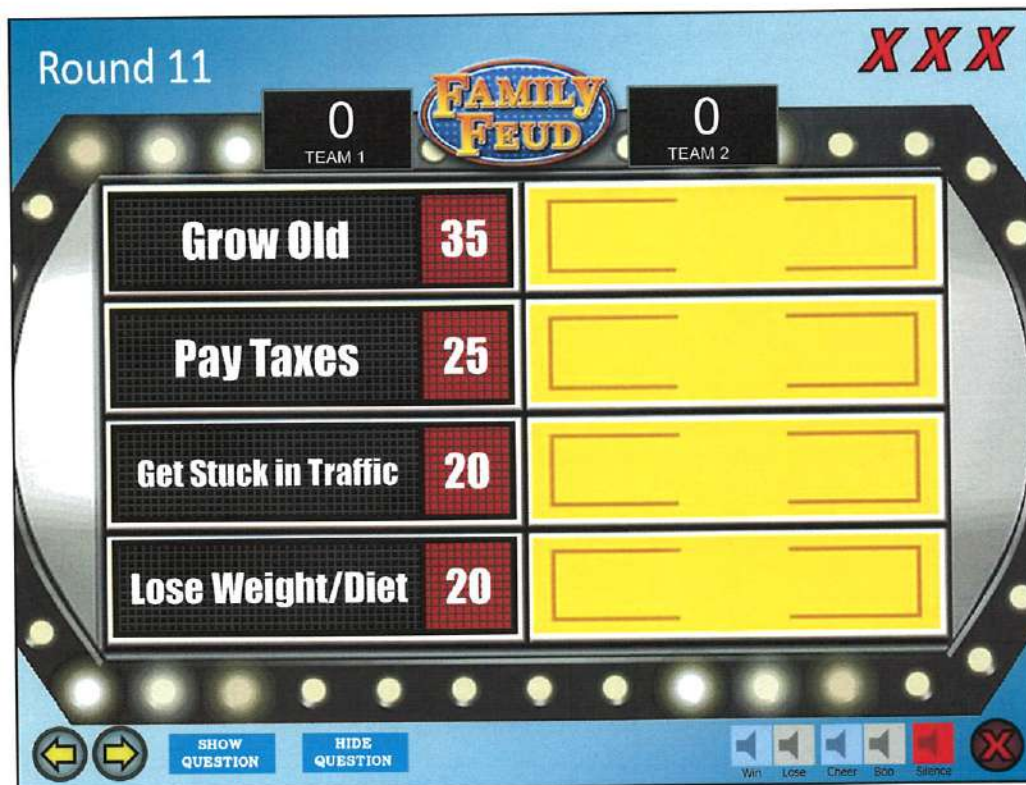 Round 11
X X X
FAMILY
FEUD
0
TEAM 1
0
TEAM 2
Grow Old 35
Pay Taxes 25
Get Stuck in Traffic 20
Lose Weight/Diet 20
SHOW
QUESTION
HIDE
QUESTION
Win Lose Cheer Boo Silence
X